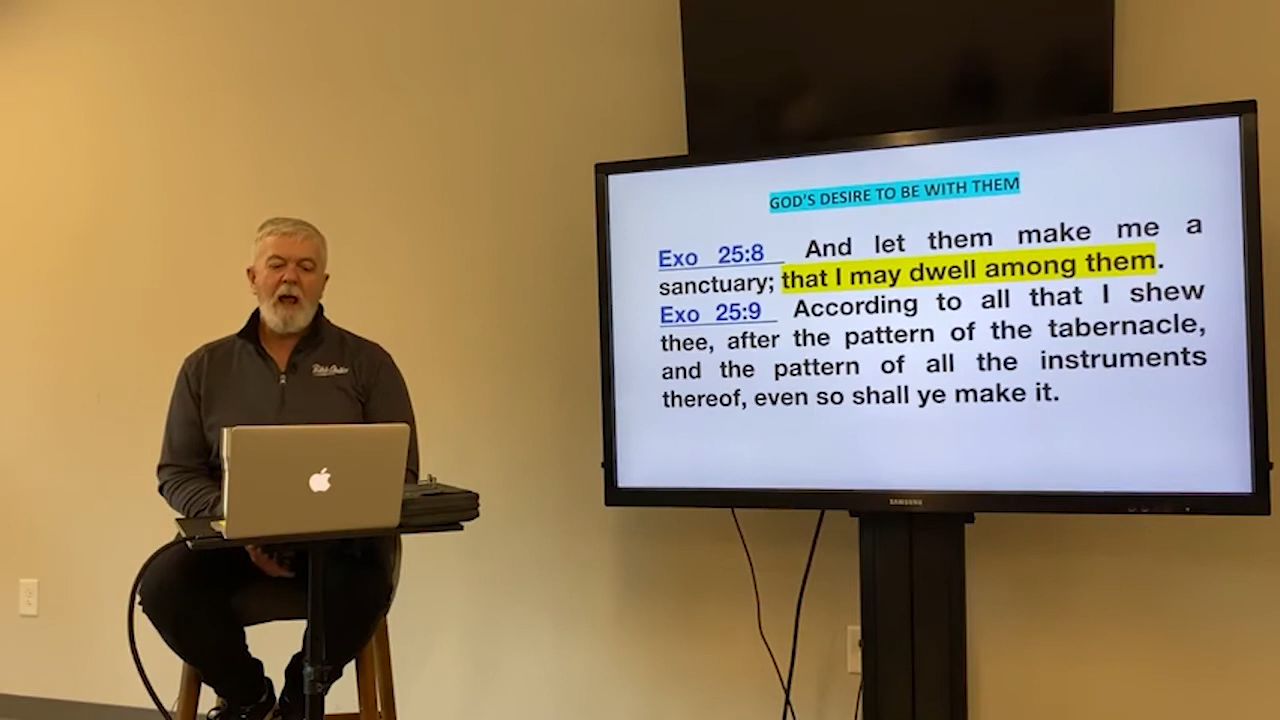 GOD'S DESIRE TO BE WITH THEM
Exo 25:8 And let them make me a
sanctuary; that I may dwell among them.
Exo 25:9 According to all that I shew
thee, after the pattern of the tabernacle,
and the pattern of all the instruments
thereof, even so shall ye make it.
SAMSUNG